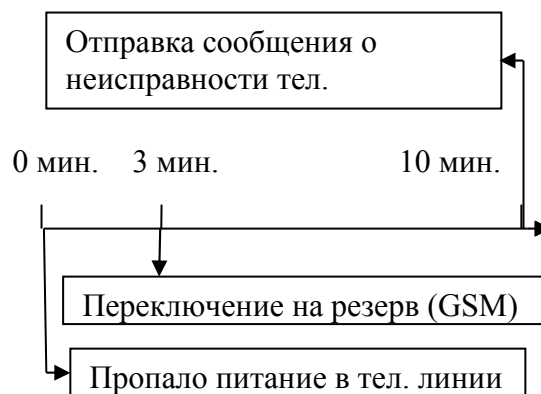 Отправка сообщения о
неисправности тел.
0 мин. 3 мин. 10 мин.
Переключение на резерв (GSM)
Пропало питание в тел. линии